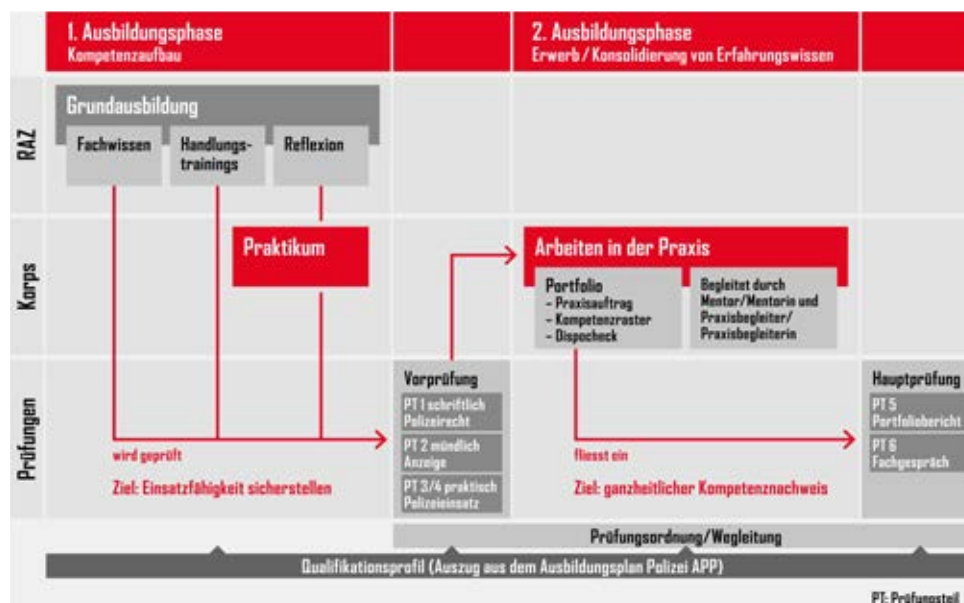 1. Ausbildungsphase
Kompetenzaufbau
2. Ausbildungsphase
Erwerb / Konsolidierung von Erfahrungswissen
RAZ
Grundausbildung
Fachwissen
Handlungs-
trainings
Reflexion
Korps
Praktikum
Arbeiten in der Praxis
Portfolio
– Praxisauftrag
– Kompetenzraster
– Dispocheck
Begleitet durch
Mentor/Mentorin und
Praxisbegleiter/
Praxisbegleiterin
Prüfungen
wird geprüft
Ziel: Einsatzfähigkeit sicherstellen
Vorprüfung
PT 1 schriftlich
Polizeirecht
PT 2 mündlich
Anzeige
PT 3/4 praktisch
Polizeieinsatz
fliesst ein
Ziel: ganzheitlicher Kompetenznachweis
Hauptprüfung
PT 5
Portfoliobericht
PT 6
Fachgespräch
Prüfungsordnung/Wegleitung
Qualifikationsprofil (Auszug aus dem Ausbildungsplan Polizei APP)
PT: Prüfungsteil